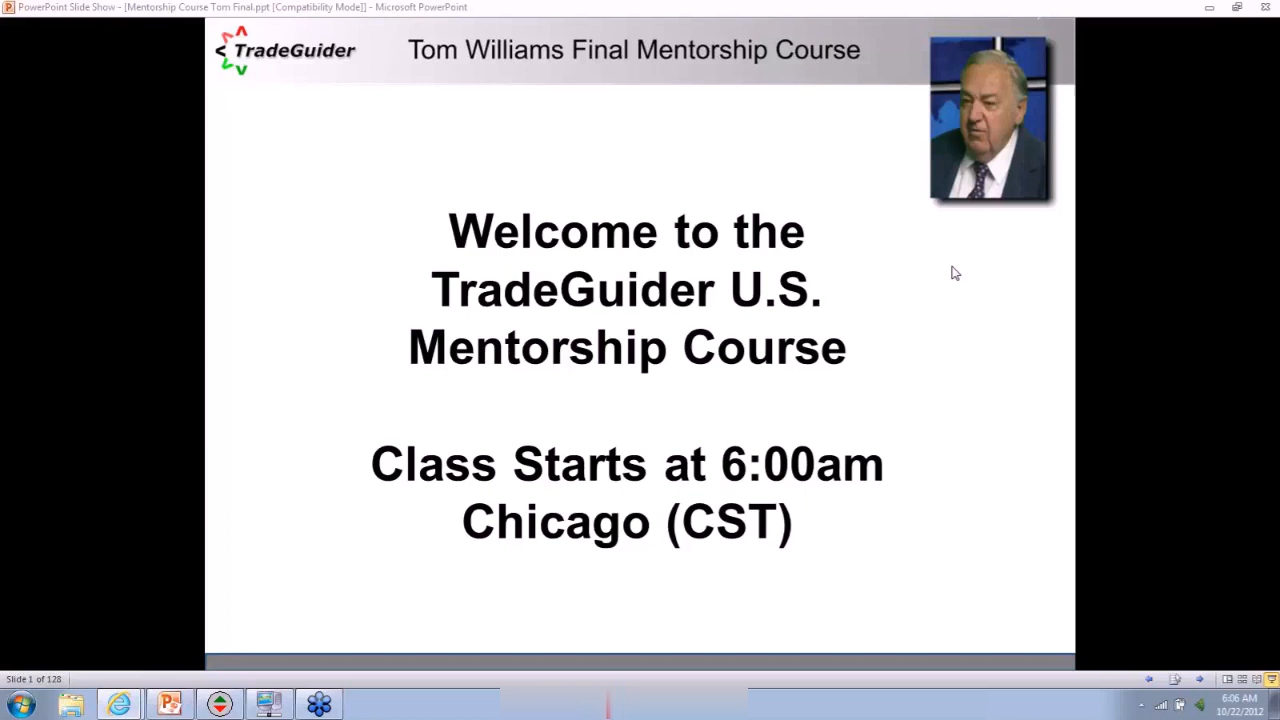 PowerPoint Slide Show - [Mentorship Course Tom Final.ppt [Compatibility Mode]] - Microsoft PowerPoint
TradeGuider
Tom Williams Final Mentorship Course
Welcome to the
TradeGuider U.S.
Mentorship Course
Class Starts at 6:00am
Chicago (CST)
Slide 1 of 128
6:06 AM
10/22/2012